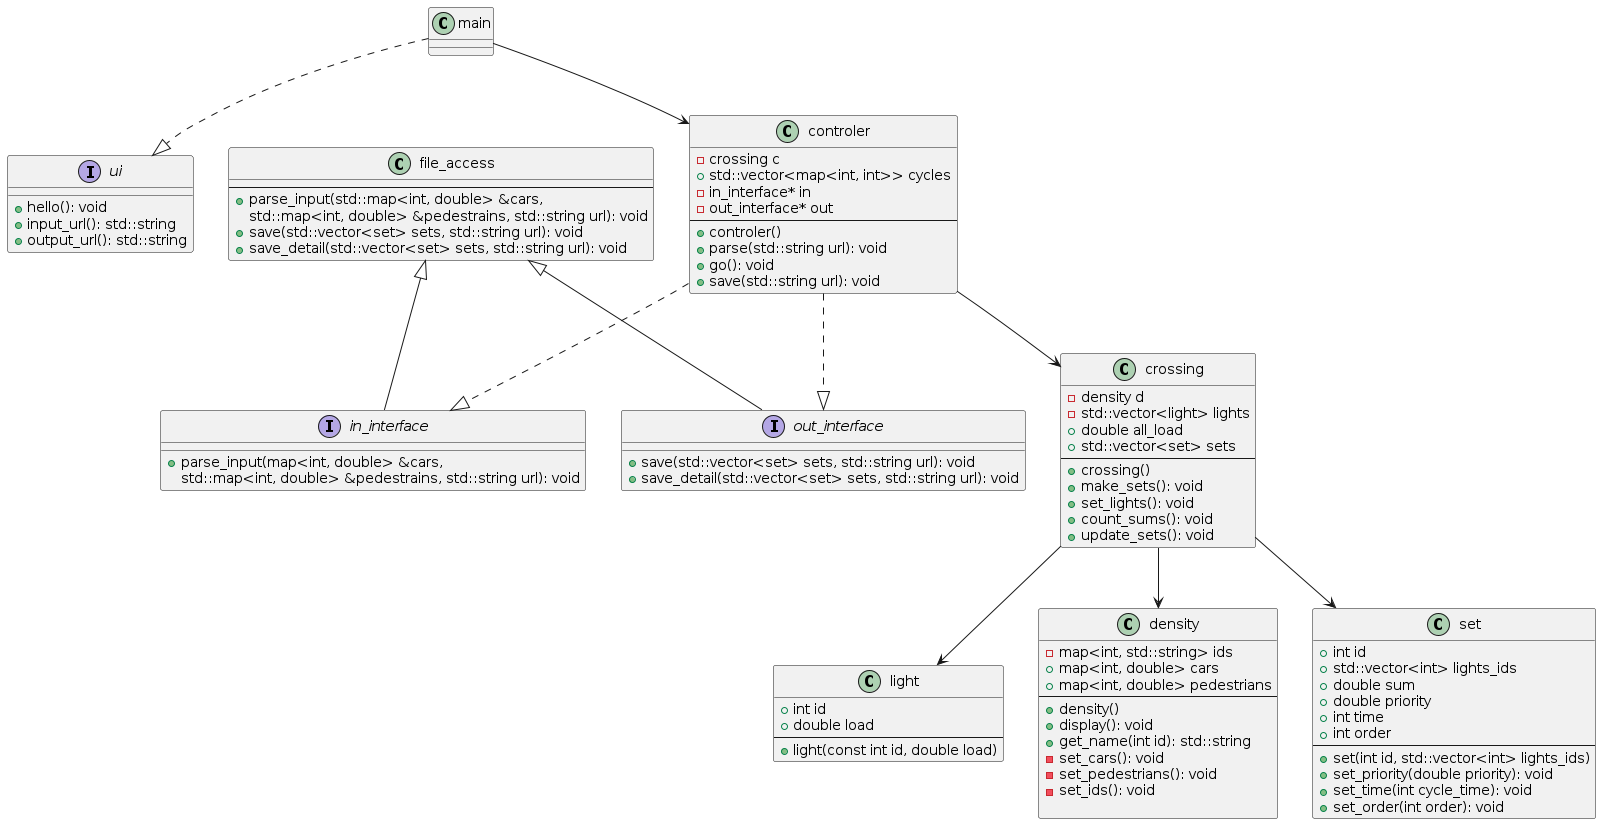 C main
I ui
hello(): void
input_url(): std::string
output_url(): std::string
C file_access
parse_input(std::map<int, double> &cars,
std::map<int, double> &pedestrains, std::string url): void
save(std::vector<set> sets, std::string url): void
save_detail(std::vector<set> sets, std::string url): void
C controler
crossing c
std::vector<map<int, int>> cycles
in_interface* in
out_interface* out
controler()
parse(std::string url): void
go(): void
save(std::string url): void
I in_interface
parse_input(map<int, double> &cars,
std::map<int, double> &pedestrains, std::string url): void
I out_interface
save(std::vector<set> sets, std::string url): void
save_detail(std::vector<set> sets, std::string url): void
C crossing
density d
std::vector<light> lights
double all_load
std::vector<set> sets
crossing()
make_sets(): void
set_lights(): void
count_sums(): void
update_sets(): void
C light
int id
double load
light(const int id, double load)
C density
map<int, std::string> ids
map<int, double> cars
map<int, double> pedestrians
density()
display(): void
get_name(int id): std::string
set_cars(): void
set_pedestrians(): void
set_ids(): void
C set
int id
std::vector<int> lights_ids
double sum
double priority
int time
int order
set(int id, std::vector<int> lights_ids)
set_priority(double priority): void
set_time(int cycle_time): void
set_order(int order): void